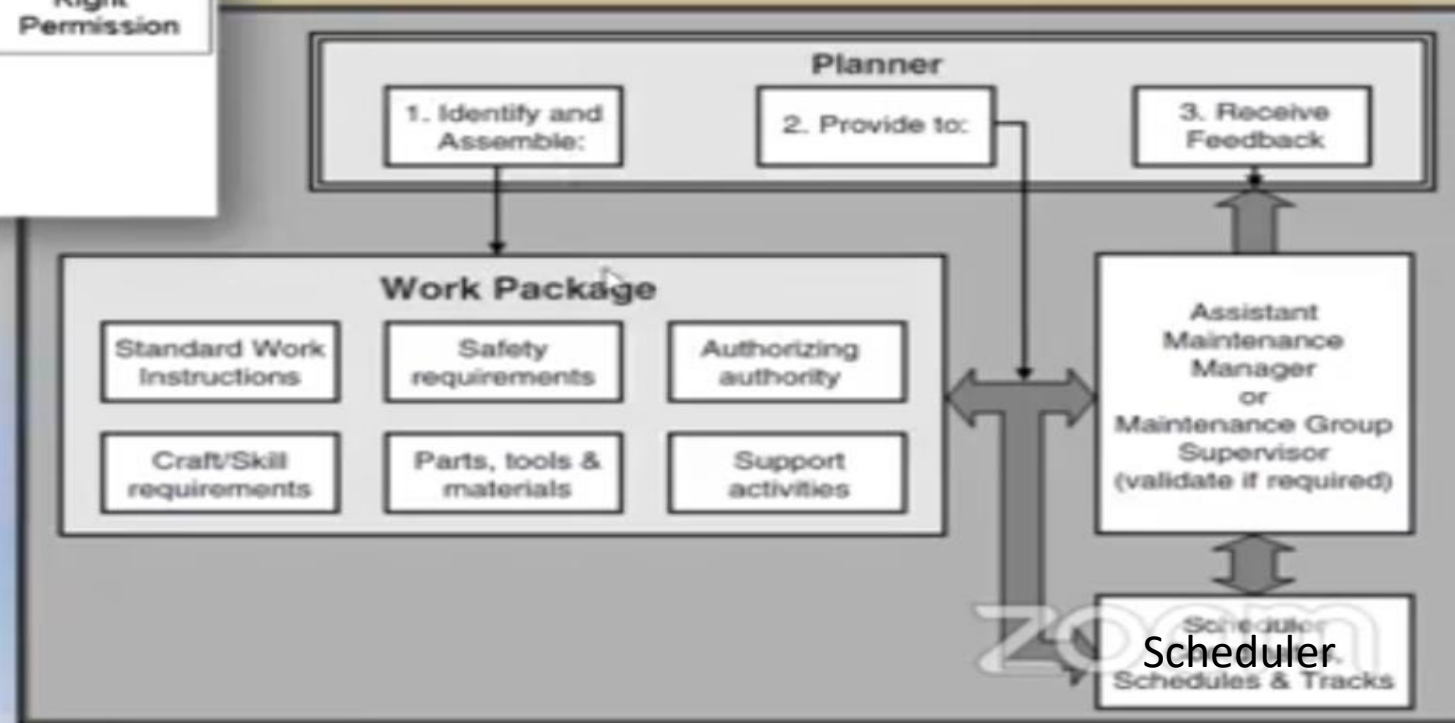 Permission
Planner
1. Identify and
Assemble:
2. Provide to:
3. Receive
Feedback
Work Package
Standard Work
Instructions
Safety
requirements
Authorizing
authority
Craft/Skill
requirements
Parts, tools &
materials
Support
activities
Assistant
Maintenance
Manager
or
Maintenance Group
Supervisor
(validate if required)
zoom
Scheduler
Schedules & Tracks